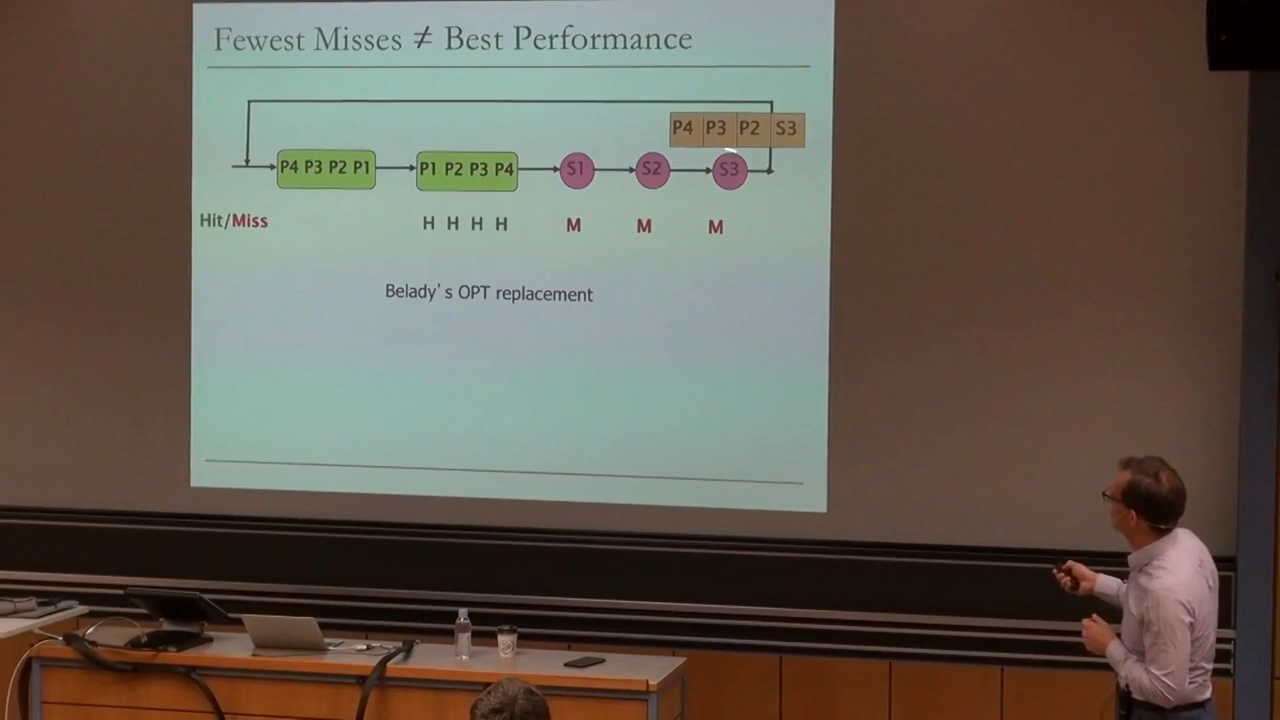 Fewest Misses ≠ Best Performance
P4 P3 P2 S3
P4 P3 P2 P1 P1 P2 P3 P4 S1 S2 S3
Hit/Miss H H H H M M M
Belady's OPT replacement